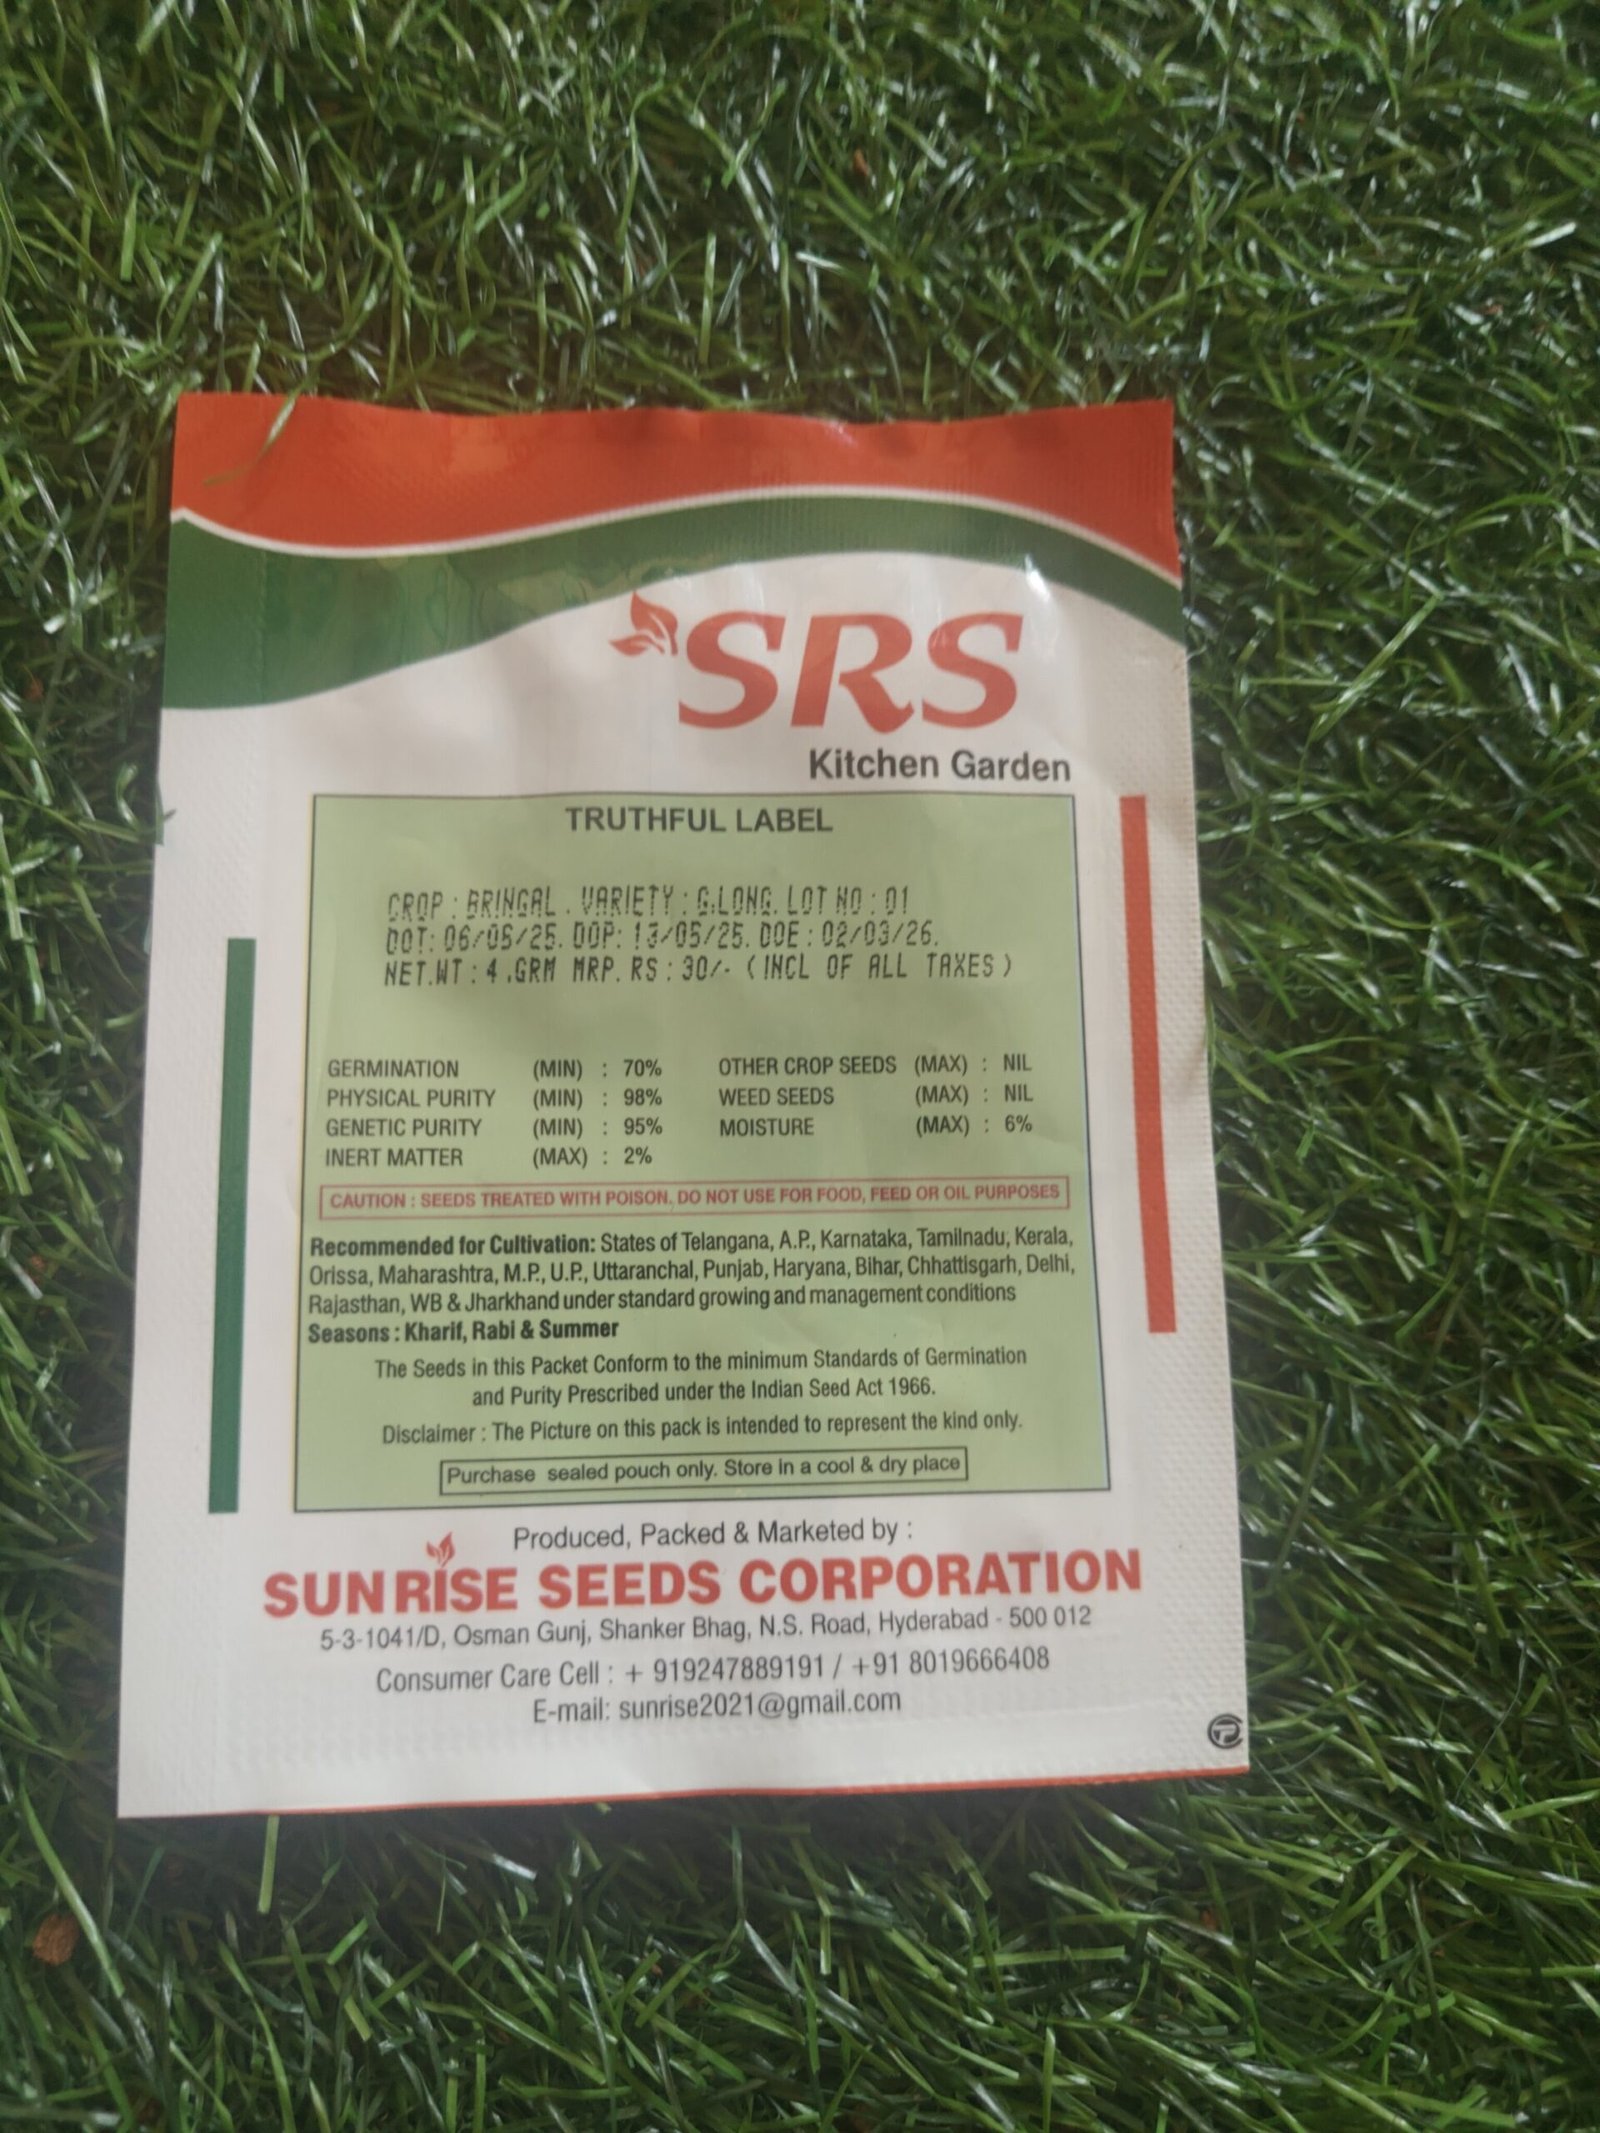 SRS
Kitchen Garden
TRUTHFUL LABEL
CROP : BRINGAL . VARIETY : G.LONG. LOT NO : 01
DOT: 06/05/25. DOP: 13/05/25. DOE : 02/03/26.
NET.WT : 4 .GRM MRP. RS : 30/- (INCL OF ALL TAXES)
GERMINATION (MIN) : 70% OTHER CROP SEEDS (MAX) : NIL
PHYSICAL PURITY (MIN) : 98% WEED SEEDS (MAX) : NIL
GENETIC PURITY (MIN) : 95% MOISTURE (MAX) : 6%
INERT MATTER (MAX) : 2%
CAUTION : SEEDS TREATED WITH POISON. DO NOT USE FOR FOOD, FEED OR OIL PURPOSES
Recommended for Cultivation: States of Telangana, A.P., Karnataka, Tamilnadu, Kerala,
Orissa, Maharashtra, M.P., U.P., Uttaranchal, Punjab, Haryana, Bihar, Chhattisgarh, Delhi,
Rajasthan, WB & Jharkhand under standard growing and management conditions
Seasons : Kharif, Rabi & Summer
The Seeds in this Packet Conform to the minimum Standards of Germination
and Purity Prescribed under the Indian Seed Act 1966.
Disclaimer : The Picture on this pack is intended to represent the kind only.
Purchase sealed pouch only. Store in a cool & dry place
Produced, Packed & Marketed by :
SUNRISE SEEDS CORPORATION
5-3-1041/D, Osman Gunj, Shanker Bhag, N.S. Road, Hyderabad - 500 012
Consumer Care Cell : + 919247889191 / +91 8019666408
E-mail: sunrise2021@gmail.com